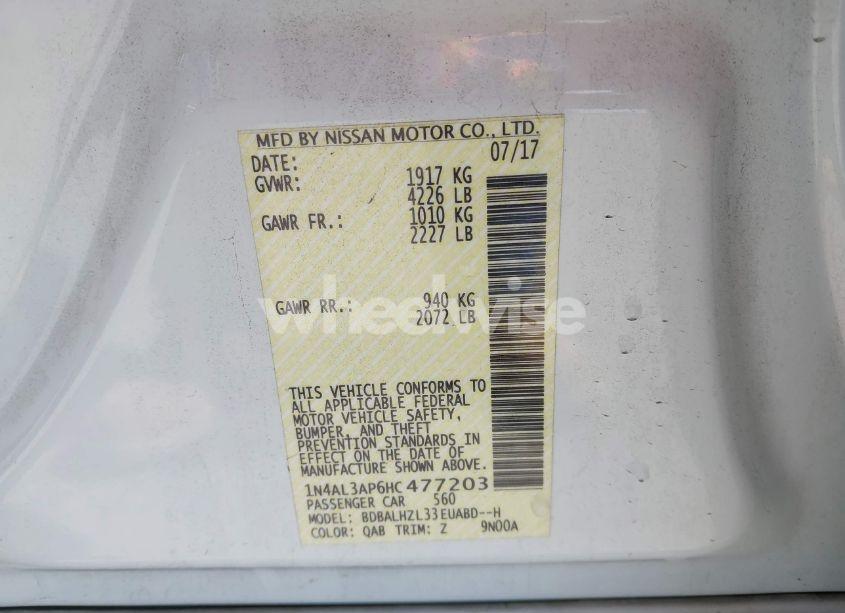 MFD BY NISSAN MOTOR CO., LTD.
DATE: 07/17
GVWR: 1917 KG
4226 LB
GAWR FR.: 1010 KG
2227 LB
GAWR RR.: 940 KG
2072 LB
wheelwise
THIS VEHICLE CONFORMS TO
ALL APPLICABLE FEDERAL
MOTOR VEHICLE SAFETY,
BUMPER, AND THEFT
PREVENTION STANDARDS IN
EFFECT ON THE DATE OF
MANUFACTURE SHOWN ABOVE.
1N4AL3AP6HC477203
PASSENGER CAR 560
MODEL: BDBALHZL33EUABD--H
COLOR: QAB TRIM: Z 9N00A